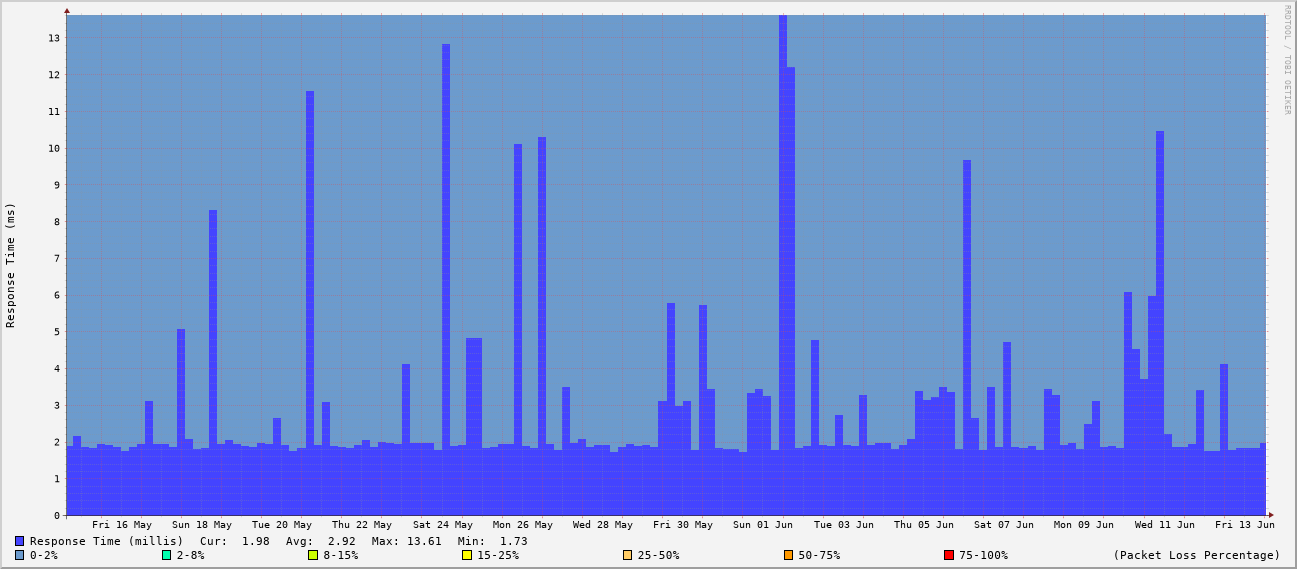 RRDTOOL / TOBI OETIKER
Response Time (ms)
13
12
11
10
9
8
7
6
5
4
3
2
1
0
Fri 16 May Sun 18 May Tue 20 May Thu 22 May Sat 24 May Mon 26 May Wed 28 May Fri 30 May Sun 01 Jun Tue 03 Jun Thu 05 Jun Sat 07 Jun Mon 09 Jun Wed 11 Jun Fri 13 Jun
Response Time (millis) Cur: 1.98 Avg: 2.92 Max: 13.61 Min: 1.73
0-2% 2-8% 8-15% 15-25% 25-50% 50-75% 75-100% (Packet Loss Percentage)